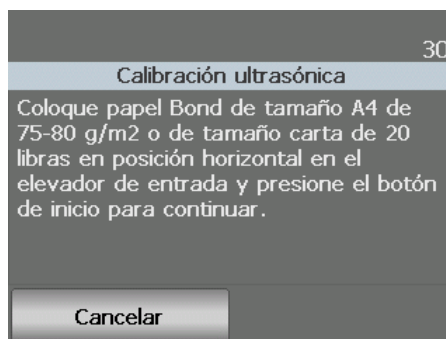 30
Calibración ultrasónica
Coloque papel Bond de tamaño A4 de
75-80 g/m2 o de tamaño carta de 20
libras en posición horizontal en el
elevador de entrada y presione el botón
de inicio para continuar.
Cancelar